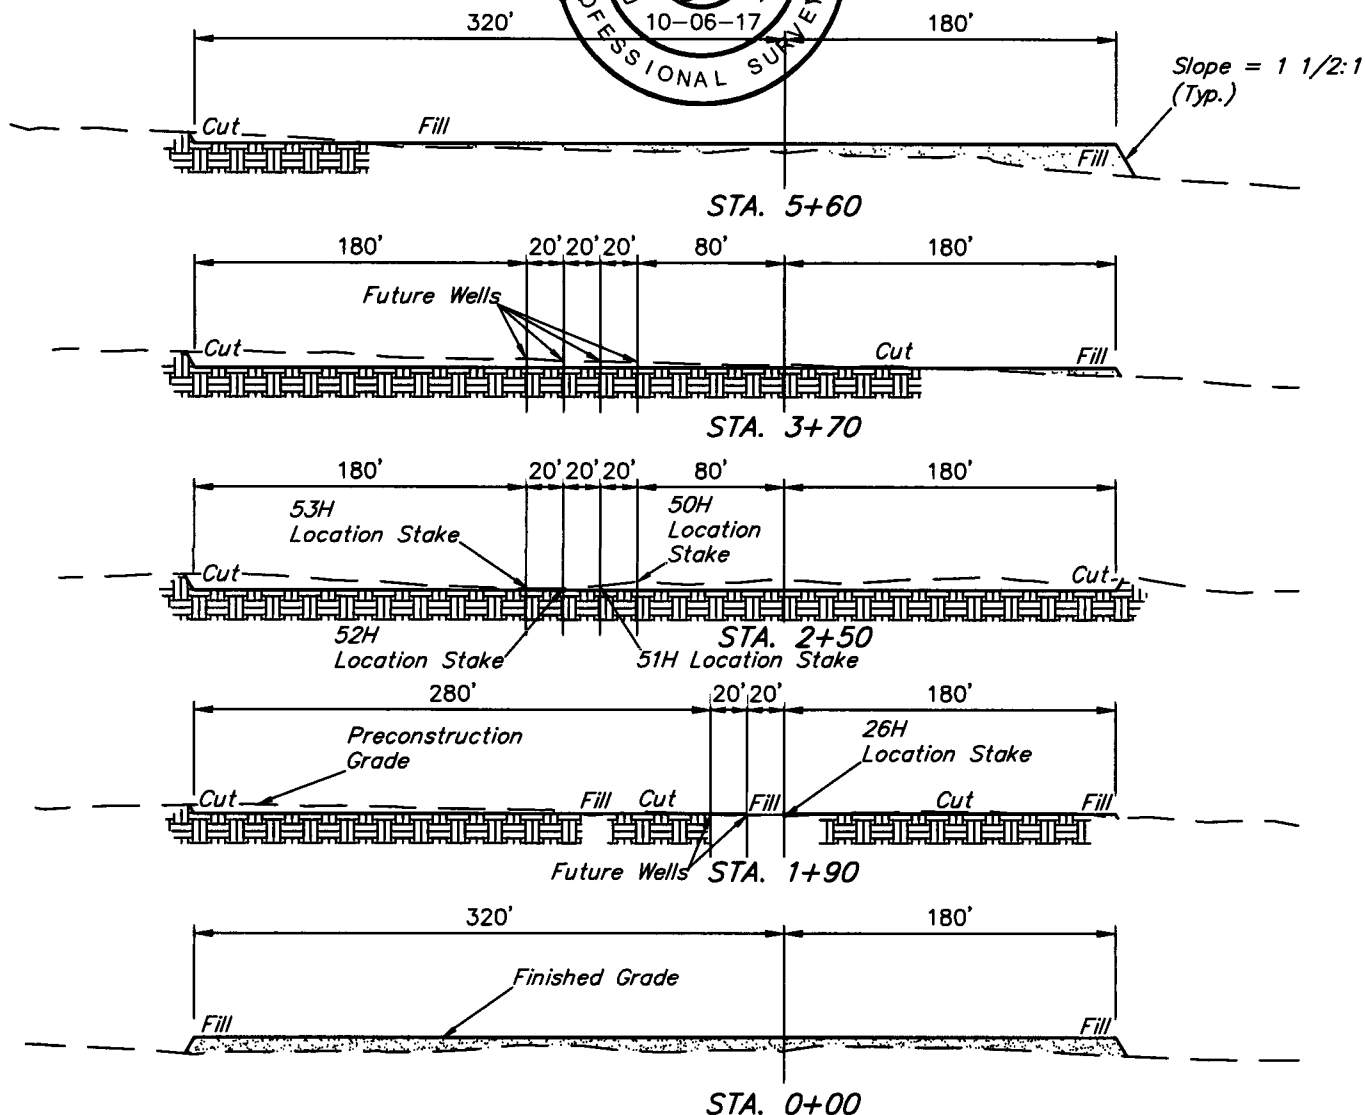 10-06-17
PROFESSIONAL SURVEY
320'
180'
Slope = 1 1/2:1
(Typ.)
Cut
Fill
Fill
STA. 5+60
180'
20'
20'
20'
80'
180'
Future Wells
Cut
Cut
Fill
STA. 3+70
180'
20'
20'
20'
80'
180'
53H
Location Stake
50H
Location
Stake
Cut
Cut
STA. 2+50
52H
Location Stake
51H Location Stake
280'
20'
20'
180'
Preconstruction
Grade
26H
Location Stake
Cut
Fill
Cut
Fill
Cut
Fill
Future Wells
STA. 1+90
320'
180'
Finished Grade
Fill
Fill
STA. 0+00